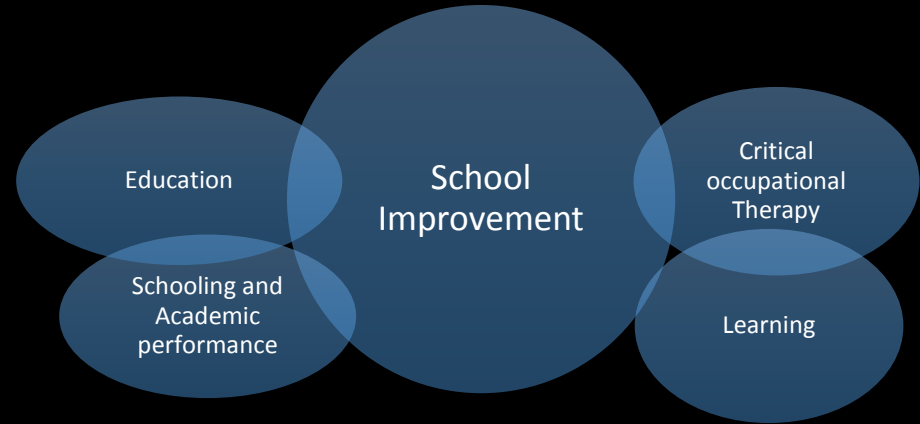 Education
Schooling and
Academic
performance
School
Improvement
Critical
occupational
Therapy
Learning